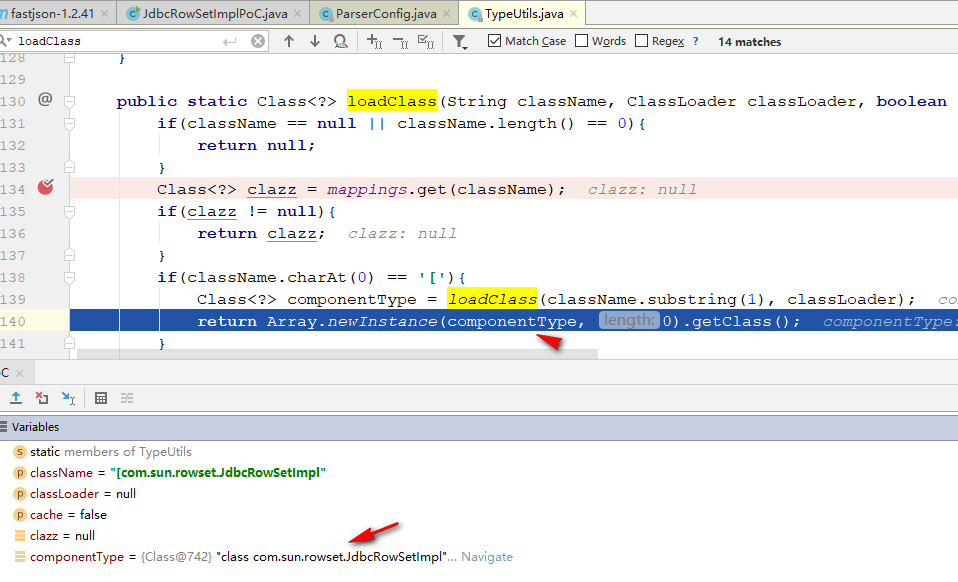 fastjson-1.2.41 JdbcRowSetImplPoC.java ParserConfig.java TypeUtils.java
loadClass Match Case Words Regex ? 14 matches
128 }
129
130 @ public static Class<?> loadClass(String className, ClassLoader classLoader, boolean
131 if(className == null || className.length() == 0){
132 return null;
133 }
134 Class<?> clazz = mappings.get(className); clazz: null
135 if(clazz != null){
136 return clazz; clazz: null
137 }
138 if(className.charAt(0) == '['){
139 Class<?> componentType = loadClass(className.substring(1), classLoader); co
140 return Array.newInstance(componentType, length: 0).getClass(); componentType:
141 }
C
Variables
static members of TypeUtils
className = "[com.sun.rowset.JdbcRowSetImpl"
classLoader = null
cache = false
clazz = null
componentType = {Class@742} "class com.sun.rowset.JdbcRowSetImpl"... Navigate